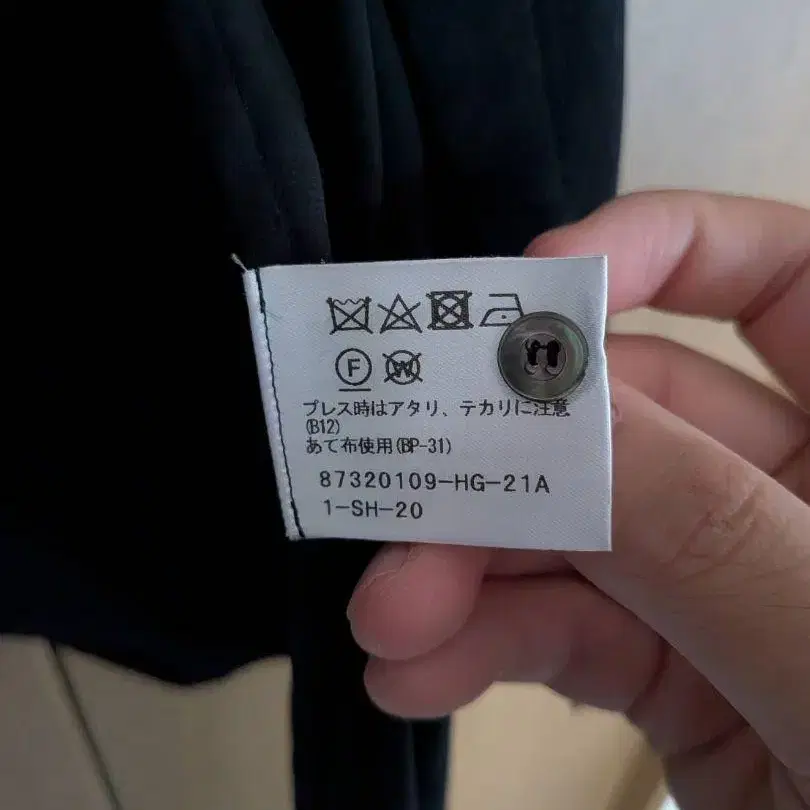 F W
プレス時はアタリ、テカリに注意
(B12)
あて布使用(BP-31)
87320109-HG-21A
1-SH-20